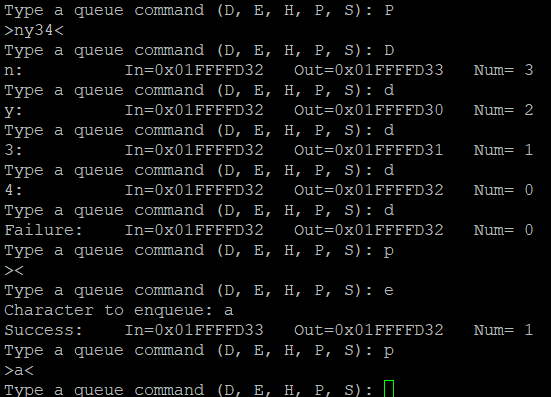 Type a queue command (D, E, H, P, S): P
>ny34<
Type a queue command (D, E, H, P, S): D
n:          In=0x01FFFFD32   Out=0x01FFFFD33   Num= 3
Type a queue command (D, E, H, P, S): d
y:          In=0x01FFFFD32   Out=0x01FFFFD30   Num= 2
Type a queue command (D, E, H, P, S): d
3:          In=0x01FFFFD32   Out=0x01FFFFD31   Num= 1
Type a queue command (D, E, H, P, S): d
4:          In=0x01FFFFD32   Out=0x01FFFFD32   Num= 0
Type a queue command (D, E, H, P, S): d
Failure:    In=0x01FFFFD32   Out=0x01FFFFD32   Num= 0
Type a queue command (D, E, H, P, S): p
><
Type a queue command (D, E, H, P, S): e
Character to enqueue: a
Success:    In=0x01FFFFD33   Out=0x01FFFFD32   Num= 1
Type a queue command (D, E, H, P, S): p
>a<
Type a queue command (D, E, H, P, S):